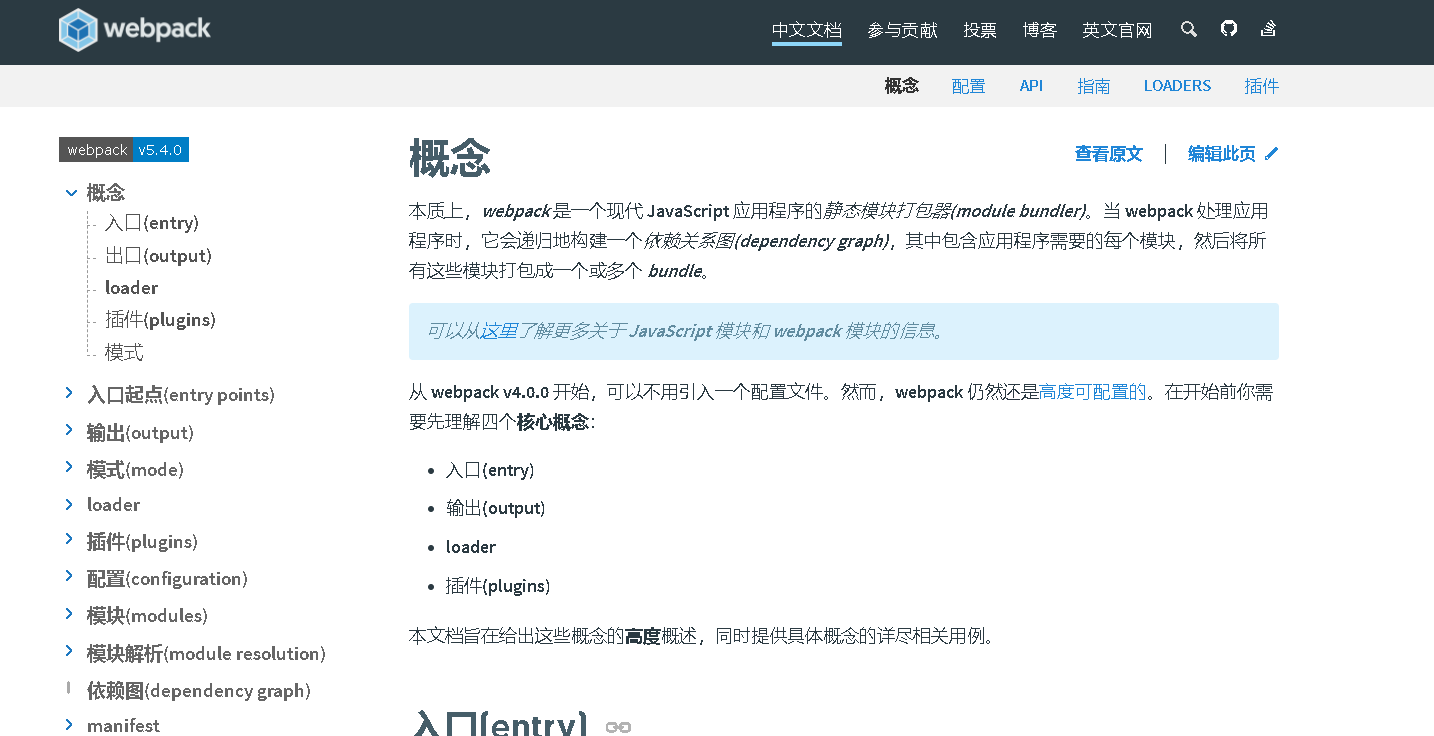 webpack
中文文档 参与贡献 投票 博客 英文官网
概念 配置 API 指南 LOADERS 插件
webpack v5.4.0
概念
入口(entry)
出口(output)
loader
插件(plugins)
模式
入口起点(entry points)
输出(output)
模式(mode)
loader
插件(plugins)
配置(configuration)
模块(modules)
模块解析(module resolution)
依赖图(dependency graph)
manifest
概念
查看原文 | 编辑此页
本质上，webpack 是一个现代 JavaScript 应用程序的静态模块打包器(module bundler)。当 webpack 处理应用
程序时，它会递归地构建一个依赖关系图(dependency graph)，其中包含应用程序需要的每个模块，然后将所
有这些模块打包成一个或多个 bundle。
可以从这里了解更多关于 JavaScript 模块和 webpack 模块的信息。
从 webpack v4.0.0 开始，可以不用引入一个配置文件。然而，webpack 仍然还是高度可配置的。在开始前你需
要先理解四个核心概念：
入口(entry)
输出(output)
loader
插件(plugins)
本文档旨在给出这些概念的高度概述，同时提供具体概念的详尽相关用例。
入口(entry)